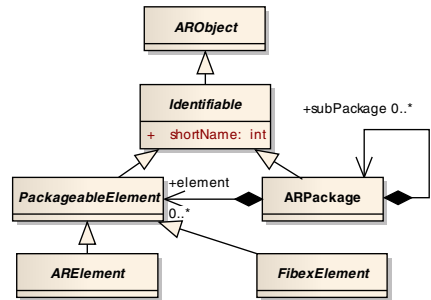 ARObject
Identifiable
+ shortName: int
+subPackage 0..*
PackageableElement
+element
0..*
ARPackage
ARElement
FibexElement